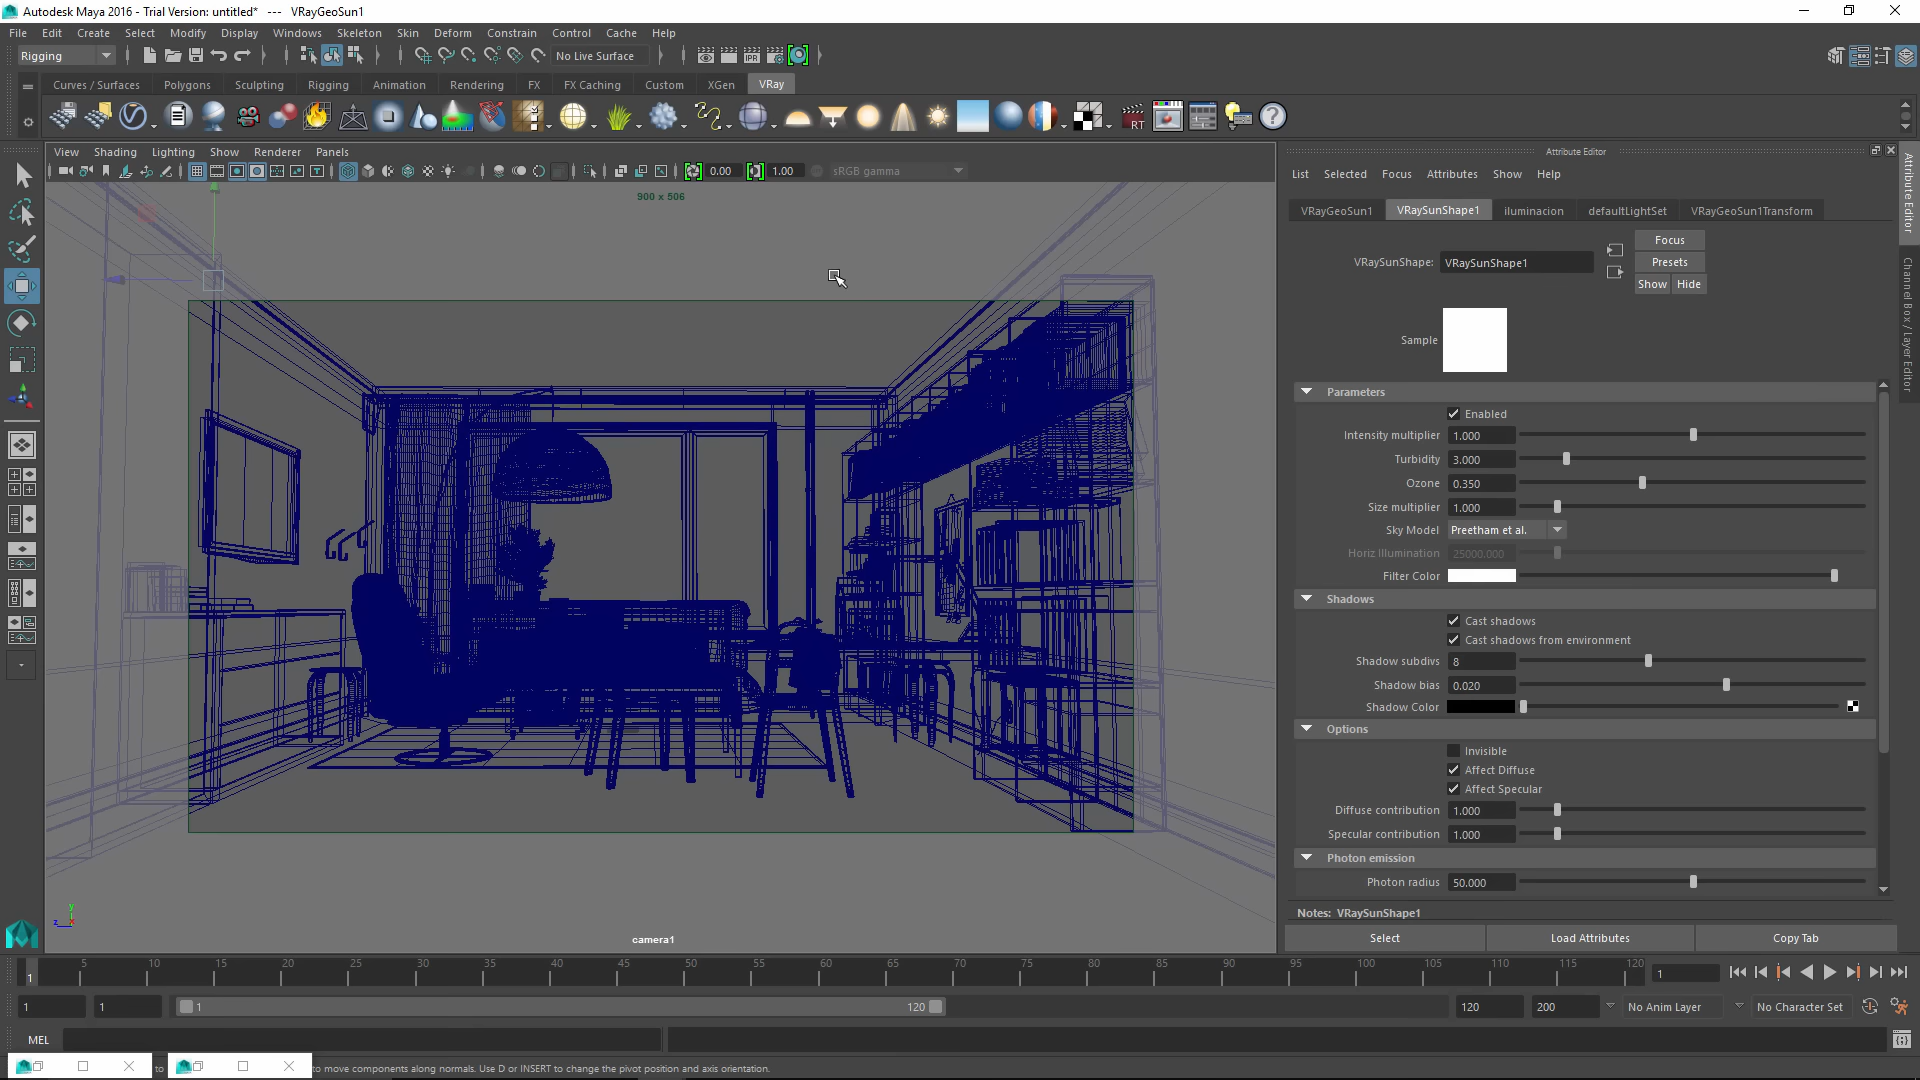 Autodesk Maya 2016 - Trial Version: untitled*   ---   VRayGeoSun1
File Edit Create Select Modify Display Windows Skeleton Skin Deform Constrain Control Cache Help
Rigging No Live Surface
Curves / Surfaces Polygons Sculpting Rigging Animation Rendering FX FX Caching Custom XGen VRay
IPR
RT
View Shading Lighting Show Renderer Panels
0.00 1.00 sRGB gamma
900 x 506
camera1
y
z x
Attribute Editor
List Selected Focus Attributes Show Help
VRayGeoSun1 VRaySunShape1 iluminacion defaultLightSet VRayGeoSun1Transform
VRaySunShape: VRaySunShape1
Focus
Presets
Show Hide
Sample
Parameters
Enabled
Intensity multiplier 1.000
Turbidity 3.000
Ozone 0.350
Size multiplier 1.000
Sky Model Preetham et al.
Horiz Illumination 25000.000
Filter Color
Shadows
Cast shadows
Cast shadows from environment
Shadow subdivs 8
Shadow bias 0.020
Shadow Color
Options
Invisible
Affect Diffuse
Affect Specular
Diffuse contribution 1.000
Specular contribution 1.000
Photon emission
Photon radius 50.000
Notes: VRaySunShape1
Select Load Attributes Copy Tab
Attribute Editor
Channel Box / Layer Editor
1 5 10 15 20 25 30 35 40 45 50 55 60 65 70 75 80 85 90 95 100 105 110 115 120 1
1 1 1 120 120 200 No Anim Layer No Character Set
MEL
to to move components along normals. Use D or INSERT to change the pivot position and axis orientation.